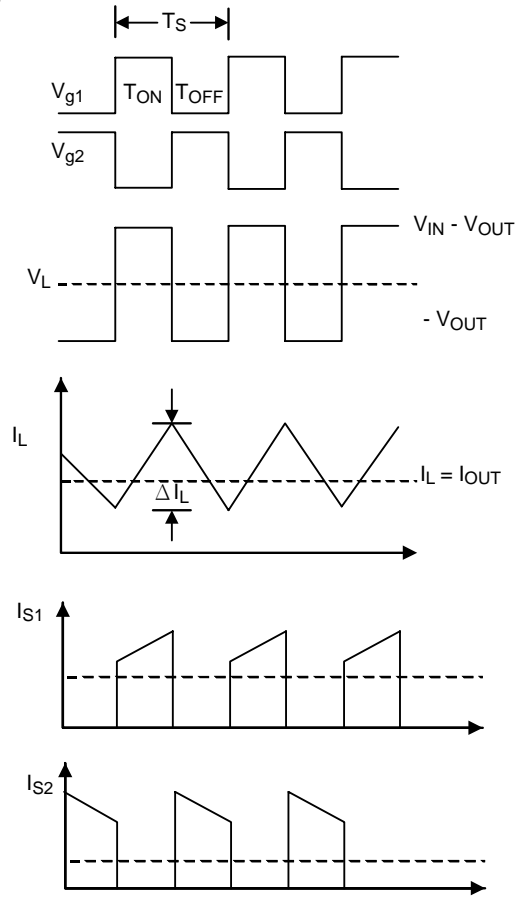 TS
Vg1
TON TOFF
Vg2
VIN - VOUT
VL
- VOUT
IL
IL = IOUT
ΔIL
IS1
IS2